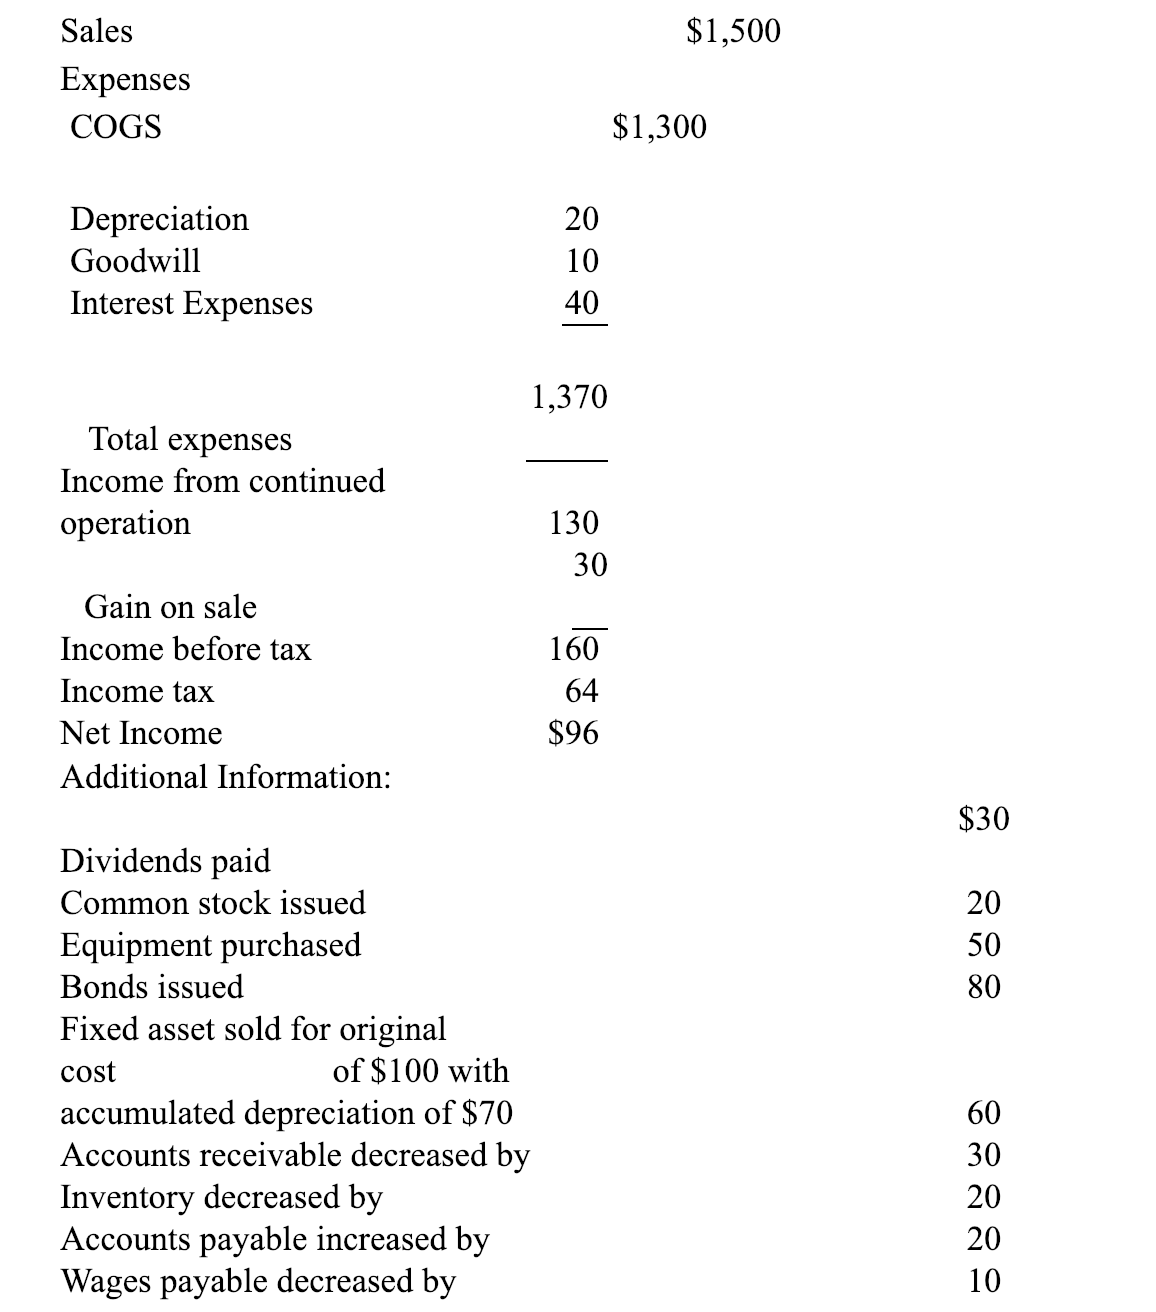 Sales $1,500
Expenses
COGS $1,300
Depreciation 20
Goodwill 10
Interest Expenses 40
1,370
Total expenses
Income from continued
operation 130
30
Gain on sale
Income before tax 160
Income tax 64
Net Income $96
Additional Information:
$30
Dividends paid
Common stock issued 20
Equipment purchased 50
Bonds issued 80
Fixed asset sold for original
cost of $100 with
accumulated depreciation of $70 60
Accounts receivable decreased by 30
Inventory decreased by 20
Accounts payable increased by 20
Wages payable decreased by 10